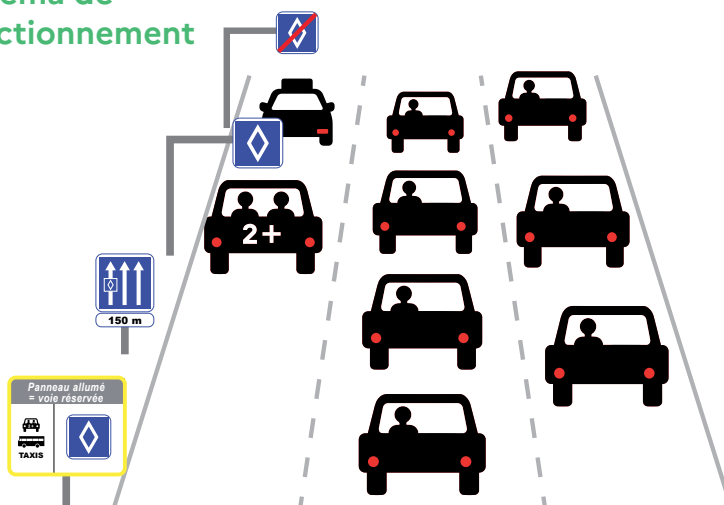 ctionnement
2+
150 m
Panneau allumé
= voie réservée
TAXIS